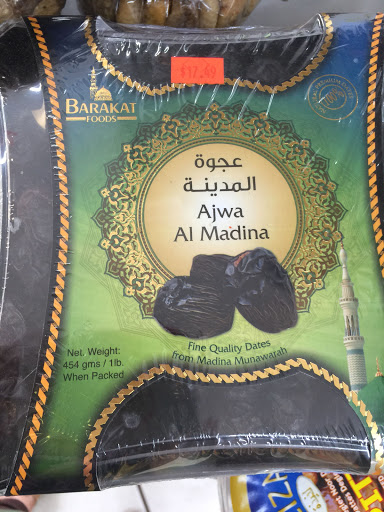 $17.49
BARAKAT
FOODS
عجوة
المدينة
Ajwa
Al Madina
Net. Weight:
454 gms / 1lb.
When Packed
Fine Quality Dates
from Madina Munawarah